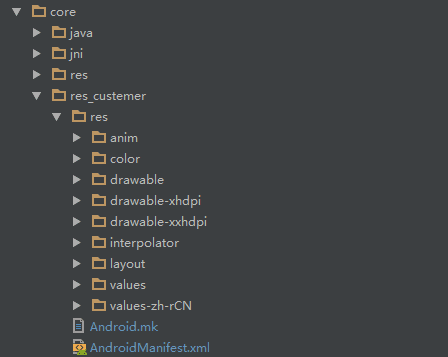 core
java
jni
res
res_custemer
res
anim
color
drawable
drawable-xhdpi
drawable-xxhdpi
interpolator
layout
values
values-zh-rCN
Android.mk
AndroidManifest.xml